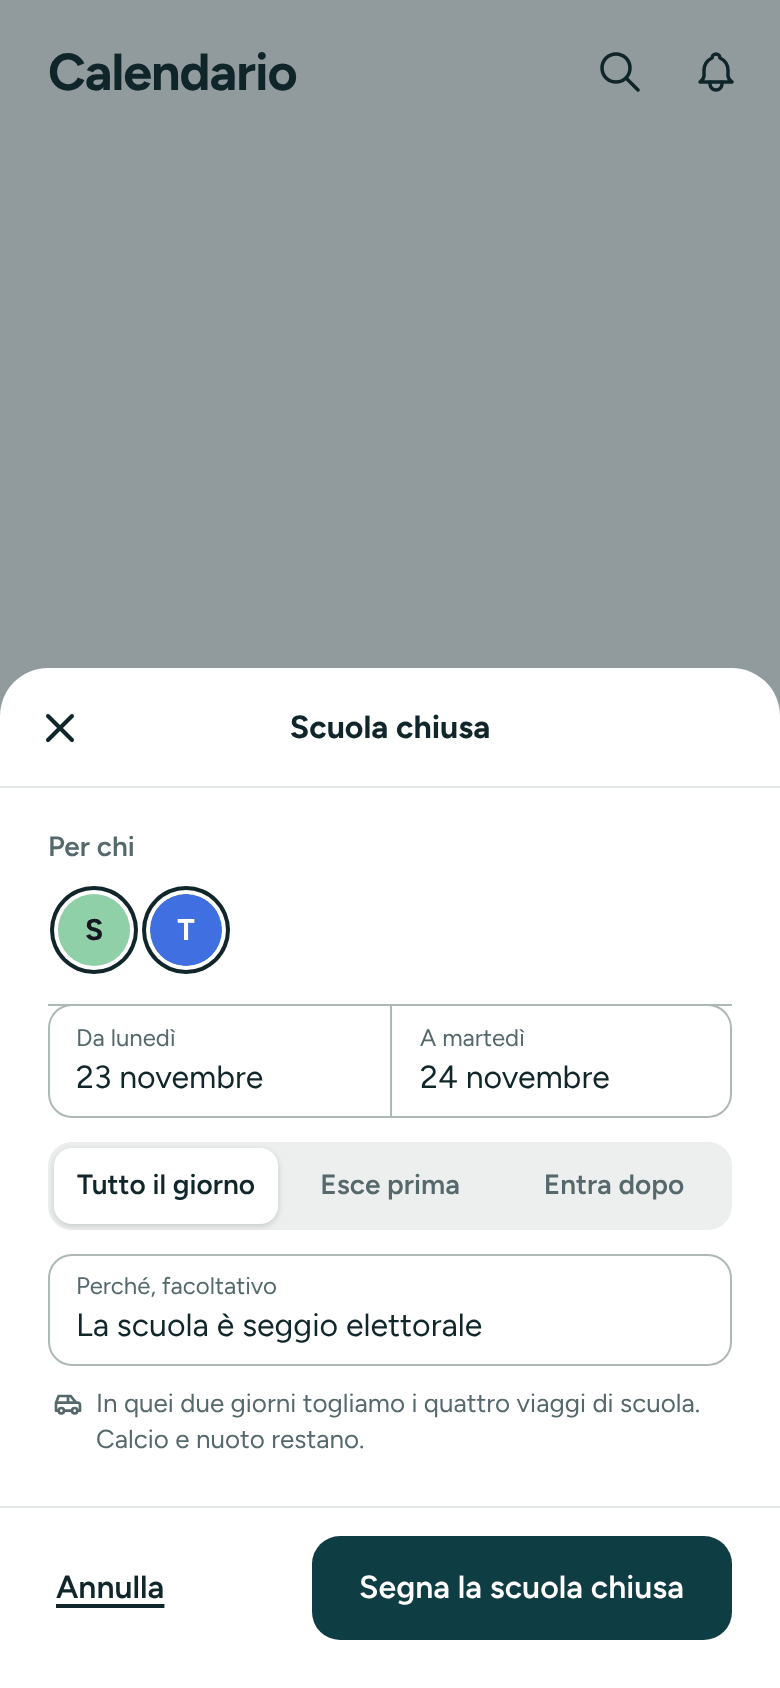 Calendario
Scuola chiusa
Per chi
S T
Da lunedì
23 novembre
A martedì
24 novembre
Tutto il giorno
Esce prima
Entra dopo
Perché, facoltativo
La scuola è seggio elettorale
In quei due giorni togliamo i quattro viaggi di scuola.
Calcio e nuoto restano.
Annulla
Segna la scuola chiusa